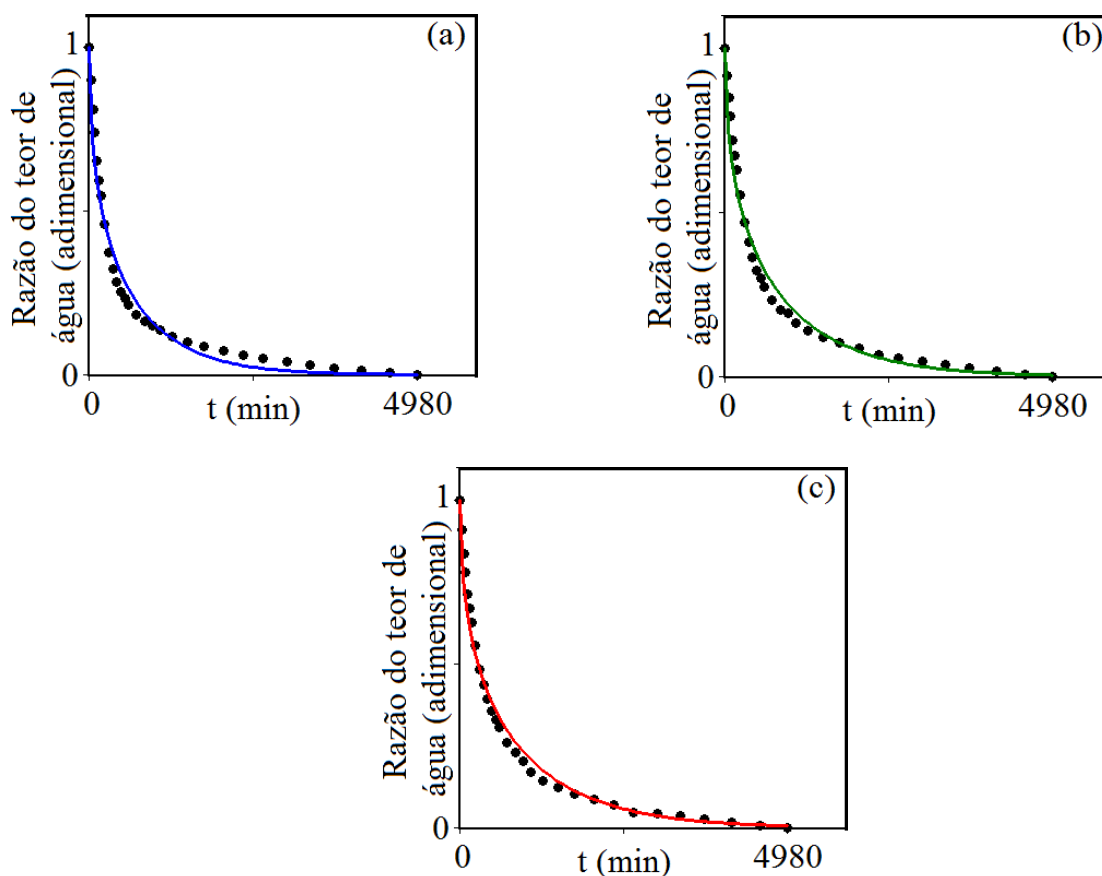 (a)
1
Razão do teor de
água (adimensional)
0
0
t (min)
4980
(b)
1
Razão do teor de
água (adimensional)
0
0
t (min)
4980
(c)
1
Razão do teor de
água (adimensional)
0
0
t (min)
4980